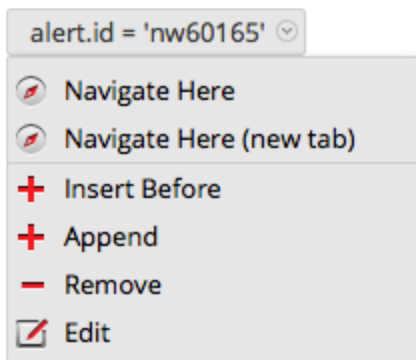 alert.id = 'nw60165'
Navigate Here
Navigate Here (new tab)
Insert Before
Append
Remove
Edit